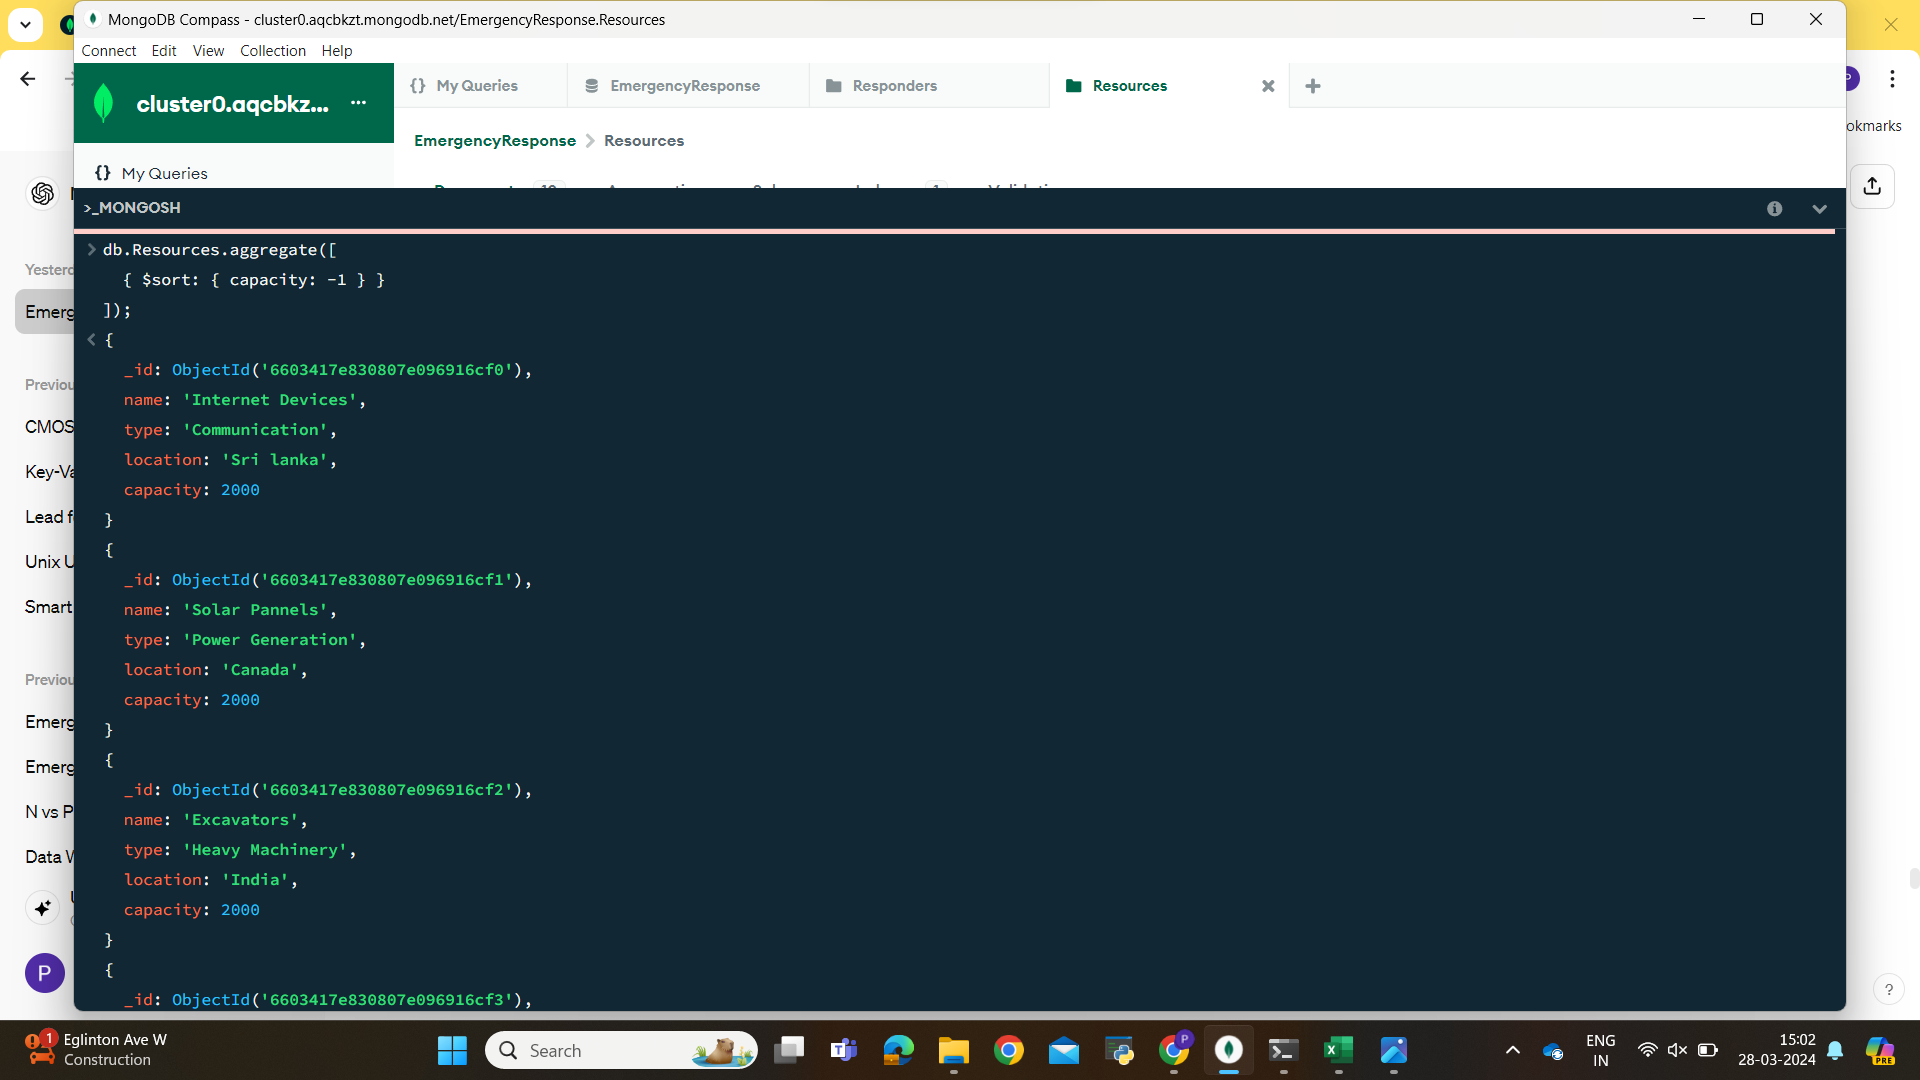 MongoDB Compass - cluster0.aqcbkzt.mongodb.net/EmergencyResponse.Resources
Connect Edit View Collection Help
cluster0.aqcbkz... ...
{} My Queries
EmergencyResponse
Responders
Resources
EmergencyResponse > Resources
{} My Queries
okmarks
>_MONGOSH
db.Resources.aggregate([
{ $sort: { capacity: -1 } }
]);
{
_id: ObjectId('6603417e830807e096916cf0'),
name: 'Internet Devices',
type: 'Communication',
location: 'Sri lanka',
capacity: 2000
}
{
_id: ObjectId('6603417e830807e096916cf1'),
name: 'Solar Pannels',
type: 'Power Generation',
location: 'Canada',
capacity: 2000
}
{
_id: ObjectId('6603417e830807e096916cf2'),
name: 'Excavators',
type: 'Heavy Machinery',
location: 'India',
capacity: 2000
}
{
_id: ObjectId('6603417e830807e096916cf3'),
Yesterd
Emerg
Previou
CMOS
Key-Va
Lead f
Unix U
Smart
Previou
Emerg
Emerg
N vs P
Data W
P
?
1
Eglinton Ave W
Construction
Search
P
PRE
ENG
IN
15:02
28-03-2024